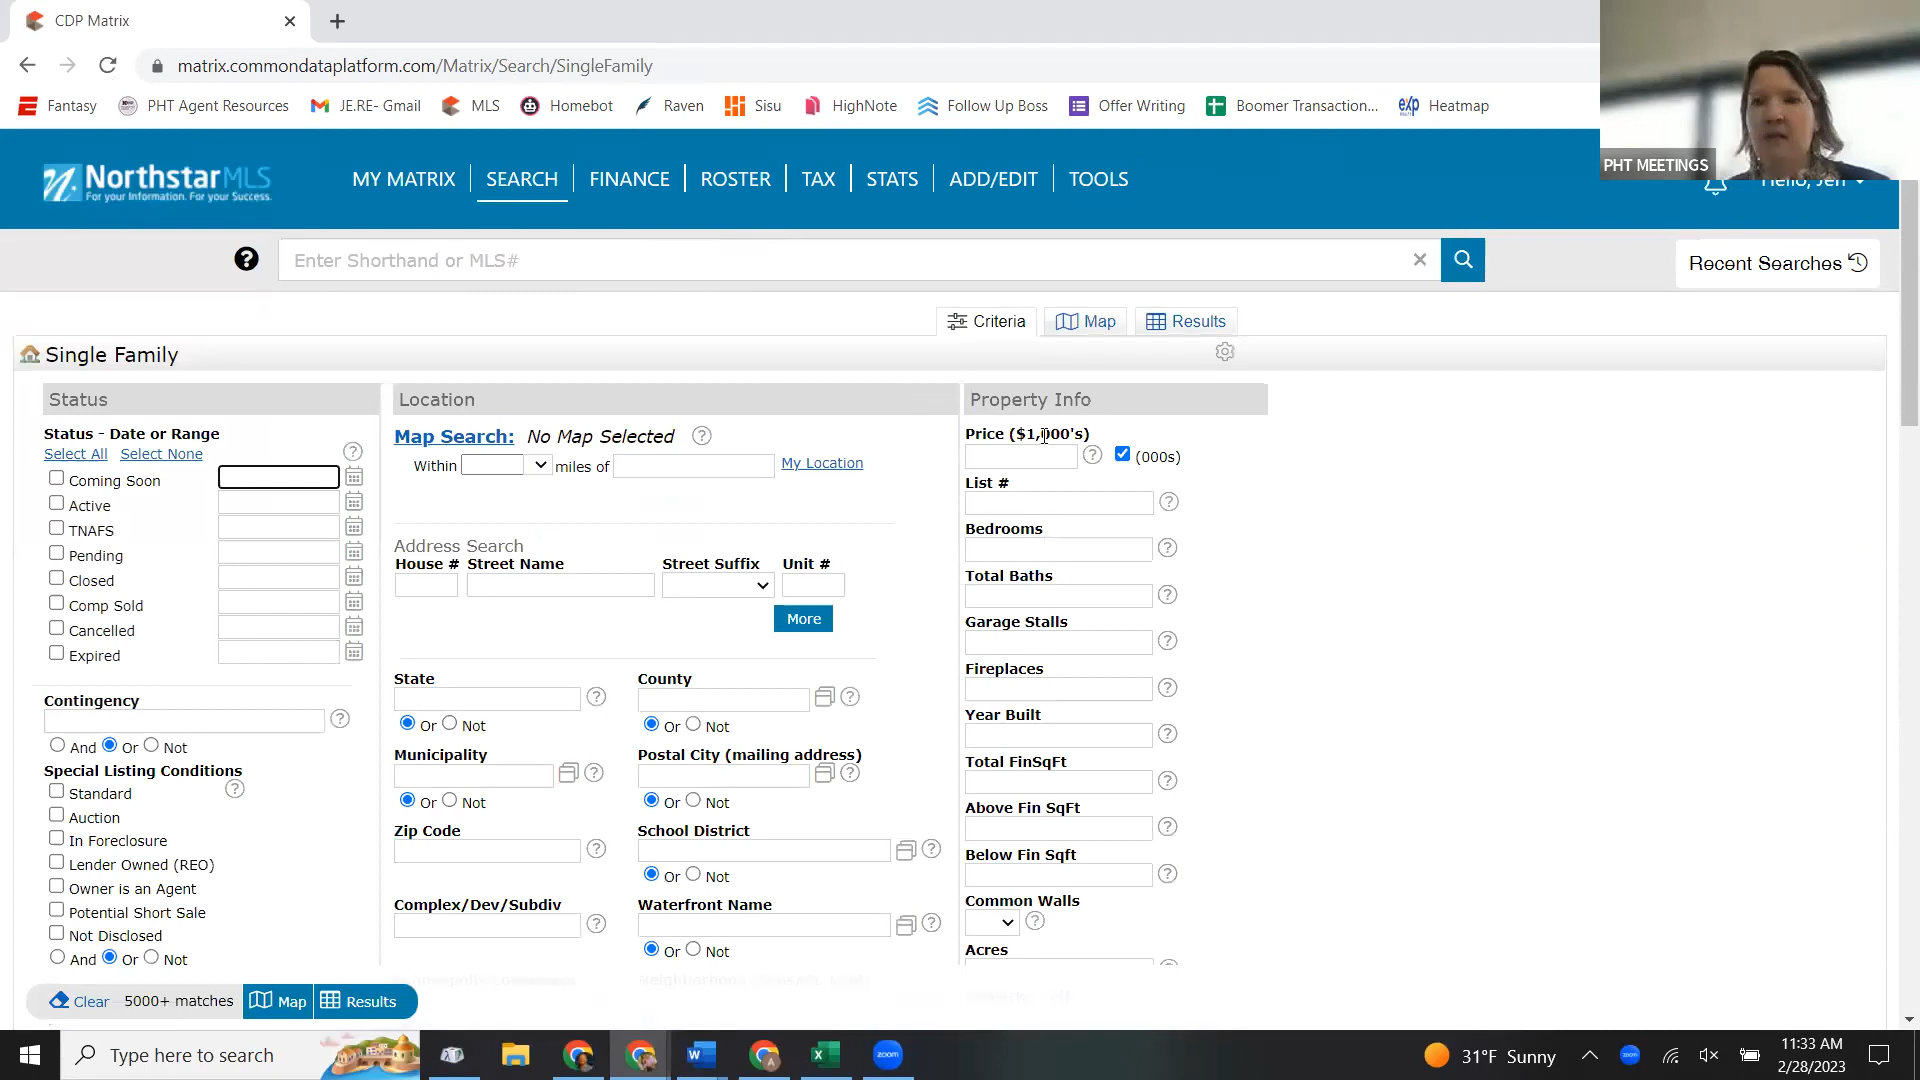 CDP Matrix
matrix.commondataplatform.com/Matrix/Search/SingleFamily
Fantasy PHT Agent Resources JE.RE- Gmail MLS Homebot Raven Sisu HighNote Follow Up Boss Offer Writing Boomer Transaction... exp Heatmap
PHT MEETINGS
NorthstarMLS
For your Information. For your Success.
MY MATRIX SEARCH FINANCE ROSTER TAX STATS ADD/EDIT TOOLS
Hello, Jen
Enter Shorthand or MLS#
Recent Searches
Criteria Map Results
Single Family
Status
Status - Date or Range
Select All Select None
Coming Soon
Active
TNAFS
Pending
Closed
Comp Sold
Cancelled
Expired
Contingency
And Or Not
Special Listing Conditions
Standard
Auction
In Foreclosure
Lender Owned (REO)
Owner is an Agent
Potential Short Sale
Not Disclosed
And Or Not
Location
Map Search: No Map Selected
Within miles of My Location
Address Search
House # Street Name Street Suffix Unit #
More
State County
Or Not Or Not
Municipality Postal City (mailing address)
Or Not Or Not
Zip Code School District
Or Not
Complex/Dev/Subdiv Waterfront Name
Or Not
Property Info
Price ($1,000's)
(000s)
List #
Bedrooms
Total Baths
Garage Stalls
Fireplaces
Year Built
Total FinSqFt
Above Fin SqFt
Below Fin Sqft
Common Walls
Acres
Clear 5000+ matches Map Results
Type here to search
zoom
zoom
31°F Sunny
11:33 AM
2/28/2023